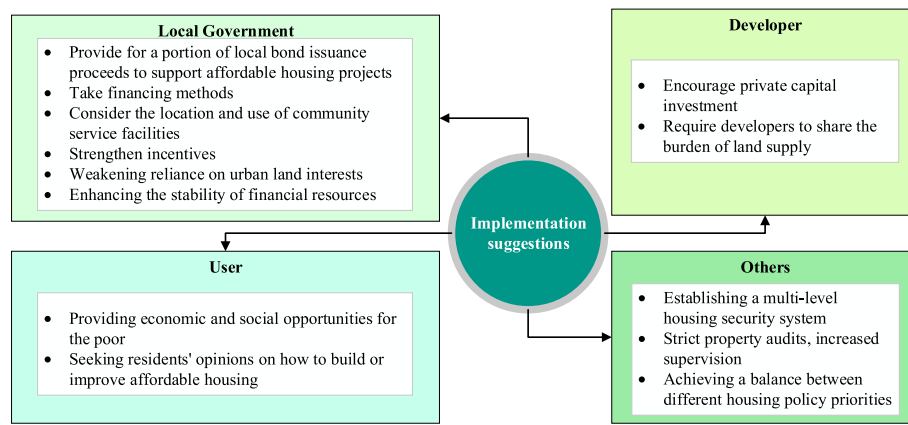 Local Government
• Provide for a portion of local bond issuance
proceeds to support affordable housing projects
• Take financing methods
• Consider the location and use of community
service facilities
• Strengthen incentives
• Weakening reliance on urban land interests
• Enhancing the stability of financial resources
Developer
• Encourage private capital
investment
• Require developers to share the
burden of land supply
Implementation
suggestions
User
• Providing economic and social opportunities for
the poor
• Seeking residents' opinions on how to build or
improve affordable housing
Others
• Establishing a multi-level
housing security system
• Strict property audits, increased
supervision
• Achieving a balance between
different housing policy priorities